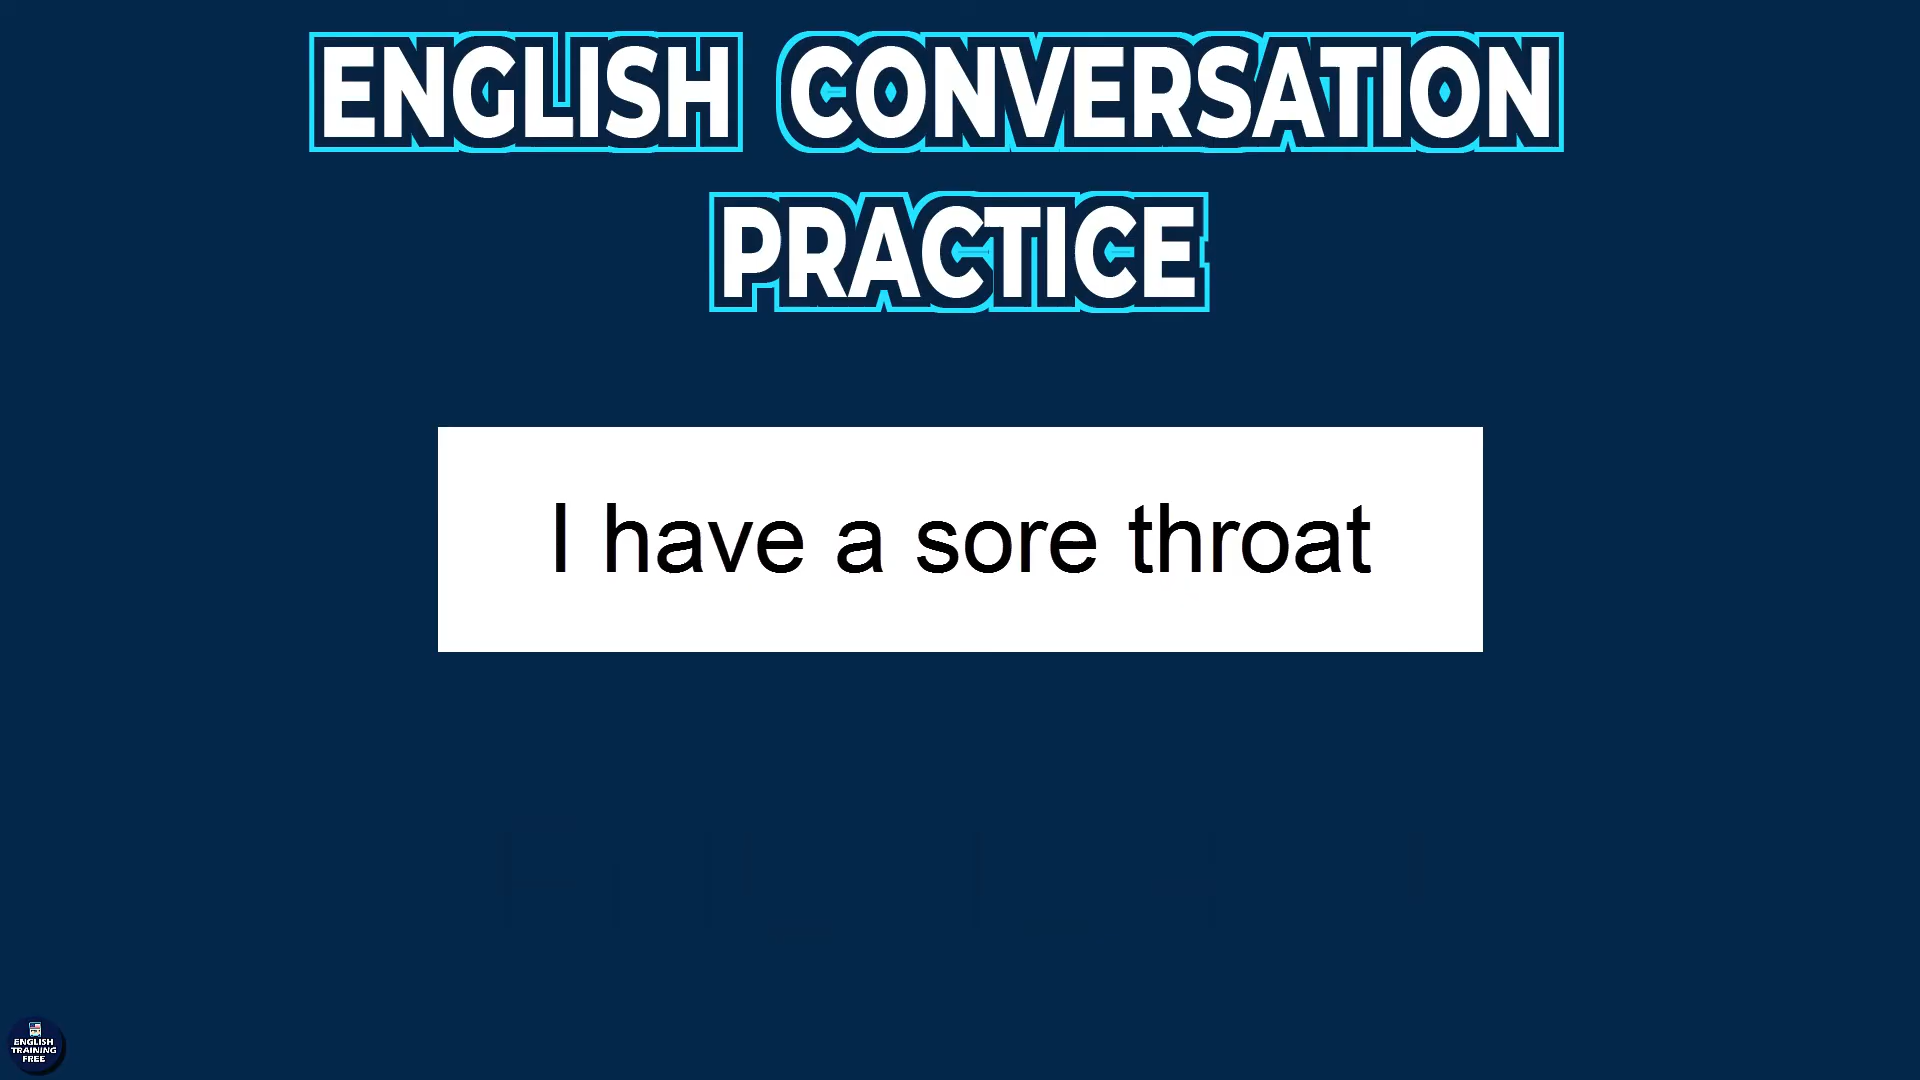 ENGLISH CONVERSATION
PRACTICE
I have a sore throat
ENGLISH
TRAINING
FREE